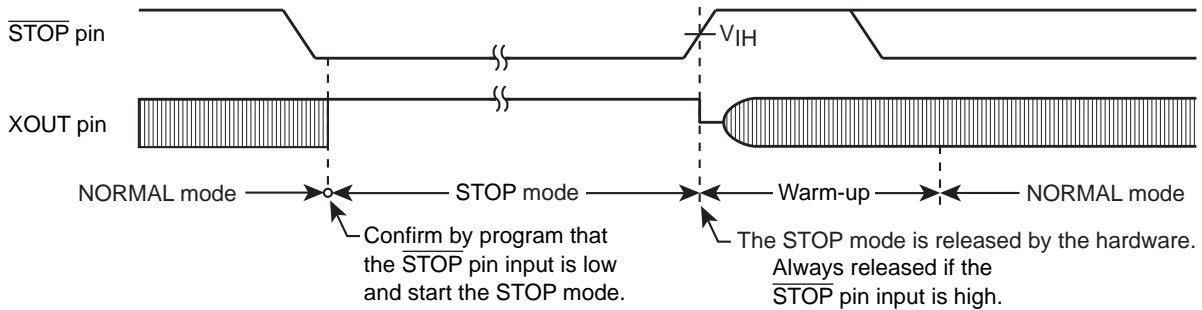 STOP pin
VIH
XOUT pin
NORMAL mode
STOP mode
Warm-up
NORMAL mode
Confirm by program that
the STOP pin input is low
and start the STOP mode.
The STOP mode is released by the hardware.
Always released if the
STOP pin input is high.